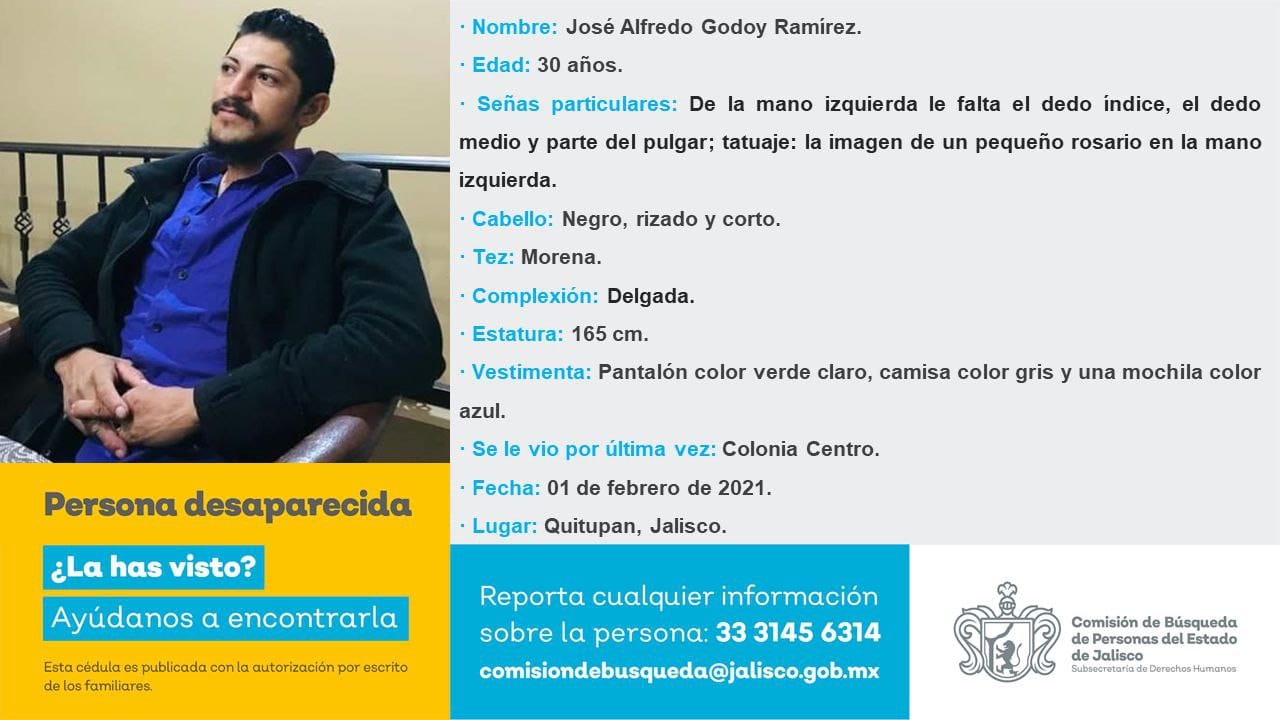 · Nombre: José Alfredo Godoy Ramírez.
· Edad: 30 años.
· Señas particulares: De la mano izquierda le falta el dedo índice, el dedo
medio y parte del pulgar; tatuaje: la imagen de un pequeño rosario en la mano
izquierda.
· Cabello: Negro, rizado y corto.
· Tez: Morena.
· Complexión: Delgada.
· Estatura: 165 cm.
· Vestimenta: Pantalón color verde claro, camisa color gris y una mochila color
azul.
· Se le vio por última vez: Colonia Centro.
· Fecha: 01 de febrero de 2021.
· Lugar: Quitupan, Jalisco.
Persona desaparecida
¿La has visto?
Ayúdanos a encontrarla
Esta cédula es publicada con la autorización por escrito
de los familiares.
Reporta cualquier información
sobre la persona: 33 3145 6314
comisiondebusqueda@jalisco.gob.mx
Comisión de Búsqueda
de Personas del Estado
de Jalisco
Subsecretaría de Derechos Humanos